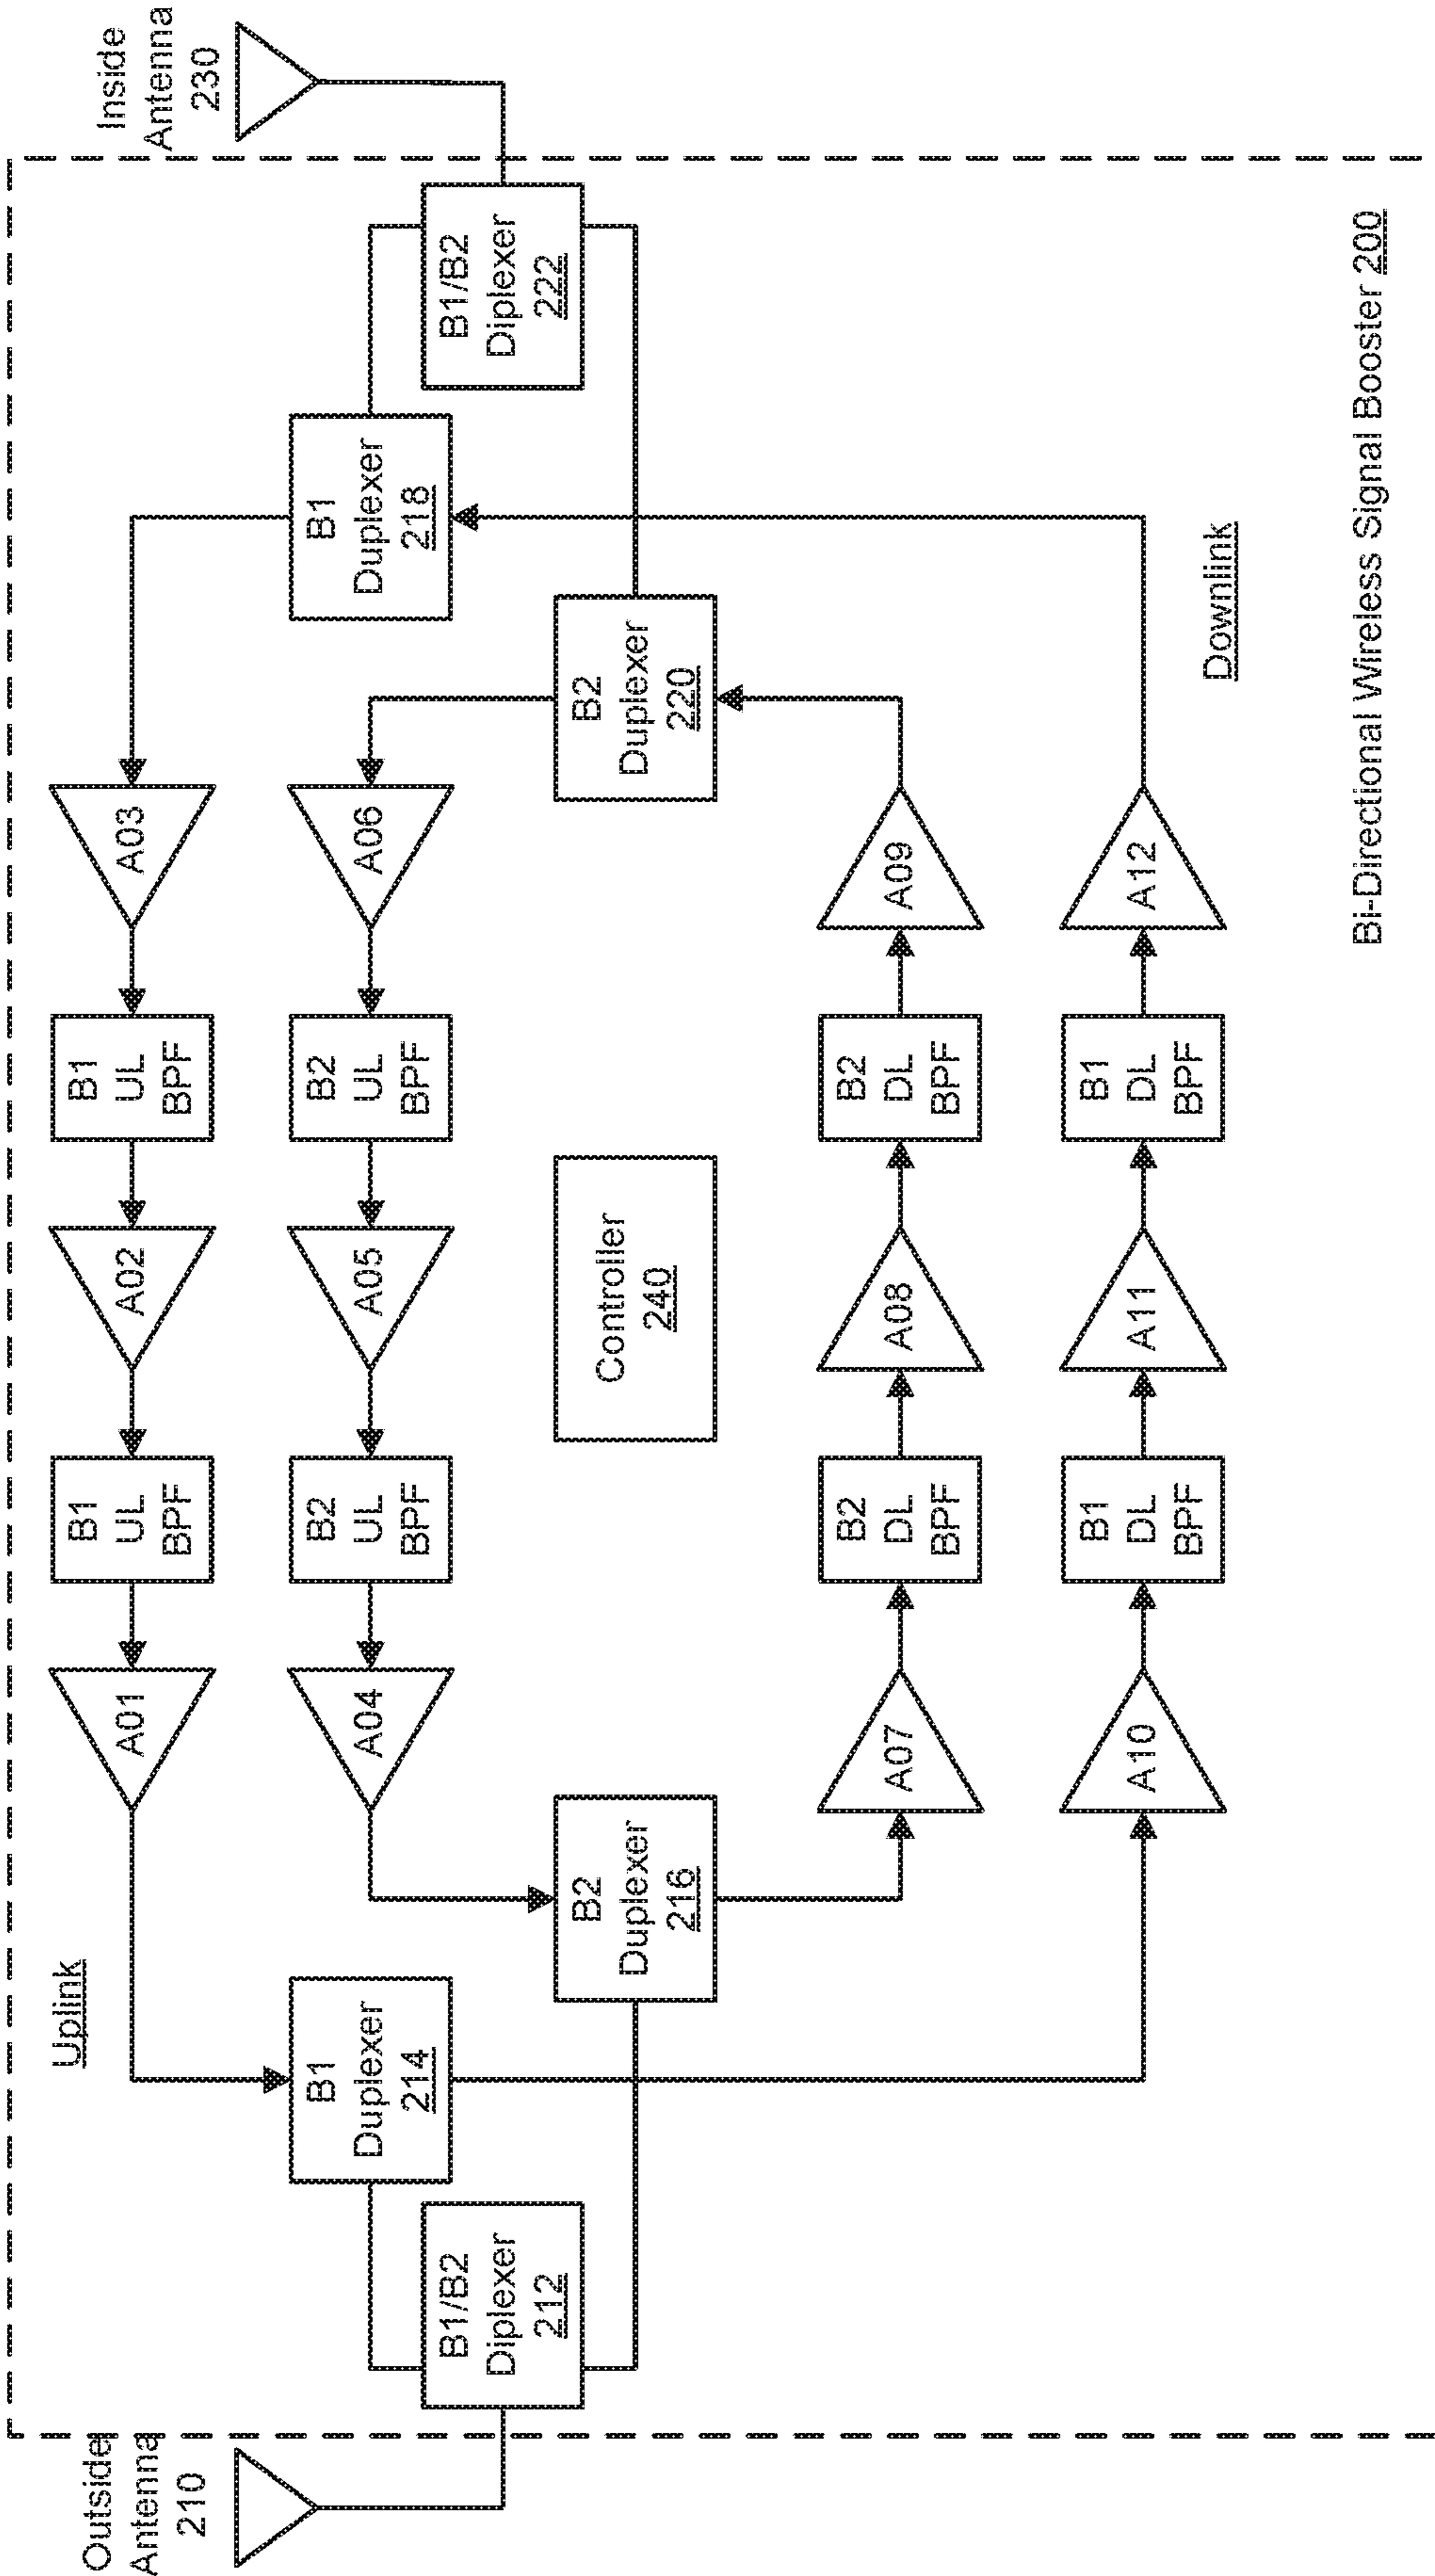 Outside
Antenna
210
Inside
Antenna
230
Uplink
A01
B1
UL
BPF
A02
B1
UL
BPF
A03
B1
Duplexer
214
A04
B2
UL
BPF
A05
B2
UL
BPF
A06
B1
Duplexer
218
B1/B2
Diplexer
212
B1/B2
Diplexer
222
B2
Duplexer
216
Controller
240
B2
Duplexer
220
A07
B2
DL
BPF
A08
B2
DL
BPF
A09
A10
B1
DL
BPF
A11
B1
DL
BPF
A12
Downlink
Bi-Directional Wireless Signal Booster 200